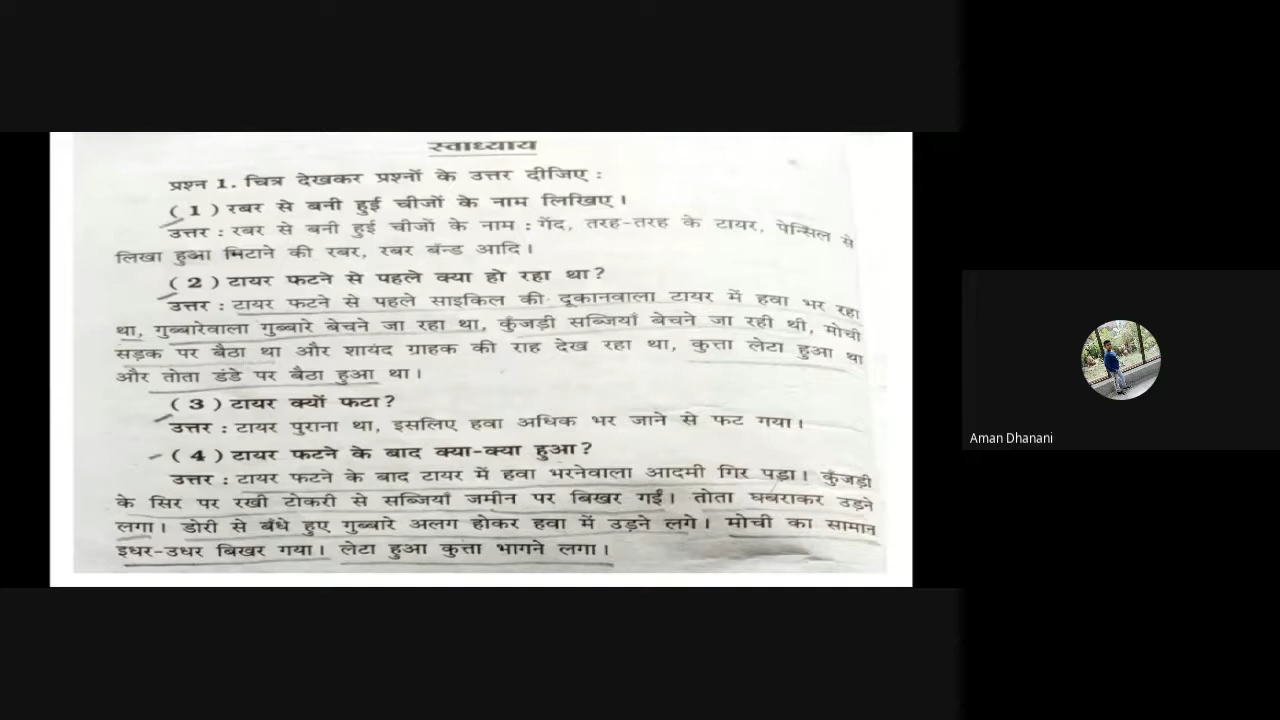 स्वाध्याय
प्रश्न 1. चित्र देखकर प्रश्नों के उत्तर दीजिए :
( 1 ) रबर से बनी हुई चीजों के नाम लिखिए ।
उत्तर : रबर से बनी हुई चीजों के नाम : गेंद, तरह-तरह के टायर, पेन्सिल से
लिखा हुआ मिटाने की रबर, रबर बॅन्ड आदि ।
( 2 ) टायर फटने से पहले क्या हो रहा था ?
उत्तर : टायर फटने से पहले साइकिल की दूकानवाला टायर में हवा भर रहा
था, गुब्बारेवाला गुब्बारे बेचने जा रहा था, कुँजड़ी सब्जियाँ बेचने जा रही थी, मोची
सड़क पर बैठा था और शायद ग्राहक की राह देख रहा था, कुत्ता लेटा हुआ था
और तोता डंडे पर बैठा हुआ था ।
( 3 ) टायर क्यों फटा ?
उत्तर : टायर पुराना था, इसलिए हवा अधिक भर जाने से फट गया ।
( 4 ) टायर फटने के बाद क्या-क्या हुआ ?
उत्तर : टायर फटने के बाद टायर में हवा भरनेवाला आदमी गिर पड़ा । कुँजड़ी
के सिर पर रखी टोकरी से सब्जियाँ जमीन पर बिखर गईं । तोता घबराकर उड़ने
लगा । डोरी से बँधे हुए गुब्बारे अलग होकर हवा में उड़ने लगे । मोची का सामान
इधर-उधर बिखर गया । लेटा हुआ कुत्ता भागने लगा ।
Aman Dhanani